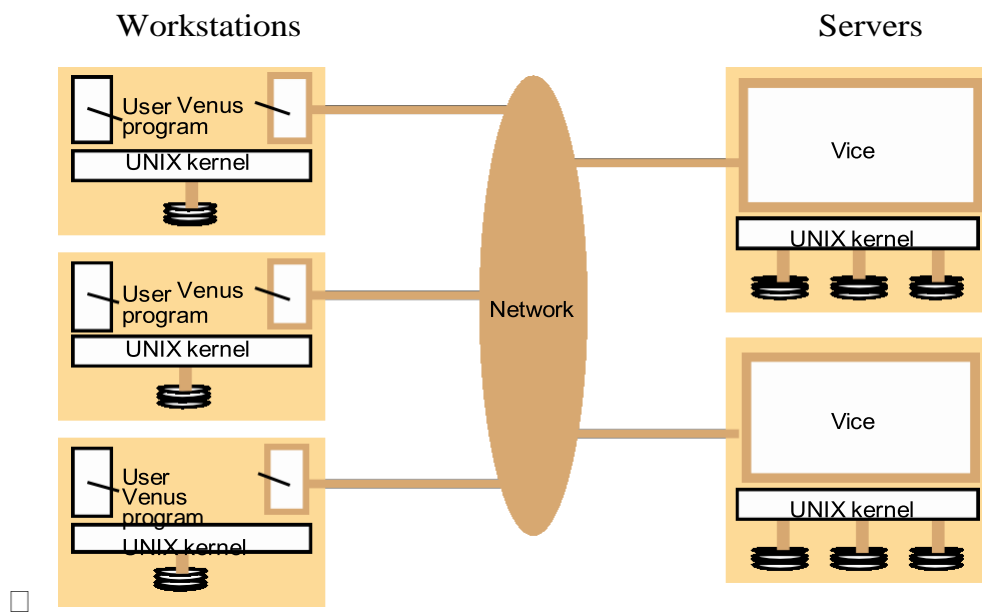 Workstations
Servers
User Venus
program
UNIX kernel
Vice
UNIX kernel
User Venus
program
UNIX kernel
Network
User
Venus
program
UNIX kernel
Vice
UNIX kernel